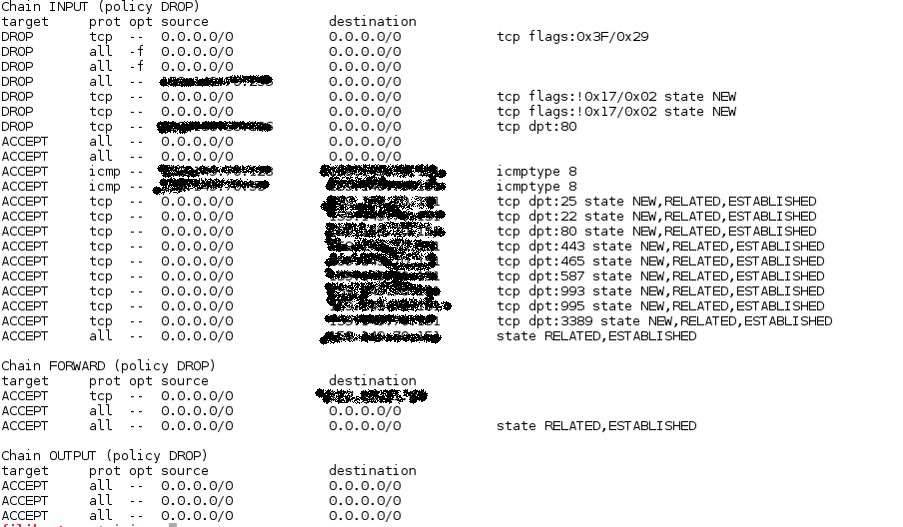 Chain INPUT (policy DROP)
target prot opt source destination
DROP tcp -- 0.0.0.0/0 0.0.0.0/0 tcp flags:0x3F/0x29
DROP all -f 0.0.0.0/0 0.0.0.0/0
DROP all -f 0.0.0.0/0 0.0.0.0/0
DROP all -- 0.0.0.0/0
DROP tcp -- 0.0.0.0/0 0.0.0.0/0 tcp flags:!0x17/0x02 state NEW
DROP tcp -- 0.0.0.0/0 0.0.0.0/0 tcp flags:!0x17/0x02 state NEW
DROP tcp -- 0.0.0.0/0 tcp dpt:80
ACCEPT all -- 0.0.0.0/0 0.0.0.0/0
ACCEPT all -- 0.0.0.0/0 0.0.0.0/0
ACCEPT icmp -- icmptype 8
ACCEPT icmp -- icmptype 8
ACCEPT tcp -- 0.0.0.0/0 tcp dpt:25 state NEW,RELATED,ESTABLISHED
ACCEPT tcp -- 0.0.0.0/0 tcp dpt:22 state NEW,RELATED,ESTABLISHED
ACCEPT tcp -- 0.0.0.0/0 tcp dpt:80 state NEW,RELATED,ESTABLISHED
ACCEPT tcp -- 0.0.0.0/0 tcp dpt:443 state NEW,RELATED,ESTABLISHED
ACCEPT tcp -- 0.0.0.0/0 tcp dpt:465 state NEW,RELATED,ESTABLISHED
ACCEPT tcp -- 0.0.0.0/0 tcp dpt:587 state NEW,RELATED,ESTABLISHED
ACCEPT tcp -- 0.0.0.0/0 tcp dpt:993 state NEW,RELATED,ESTABLISHED
ACCEPT tcp -- 0.0.0.0/0 tcp dpt:995 state NEW,RELATED,ESTABLISHED
ACCEPT tcp -- 0.0.0.0/0 tcp dpt:3389 state NEW,RELATED,ESTABLISHED
ACCEPT all -- 0.0.0.0/0 state RELATED,ESTABLISHED
Chain FORWARD (policy DROP)
target prot opt source destination
ACCEPT tcp -- 0.0.0.0/0
ACCEPT all -- 0.0.0.0/0 0.0.0.0/0
ACCEPT all -- 0.0.0.0/0 0.0.0.0/0 state RELATED,ESTABLISHED
Chain OUTPUT (policy DROP)
target prot opt source destination
ACCEPT all -- 0.0.0.0/0 0.0.0.0/0
ACCEPT all -- 0.0.0.0/0 0.0.0.0/0
ACCEPT all -- 0.0.0.0/0 0.0.0.0/0